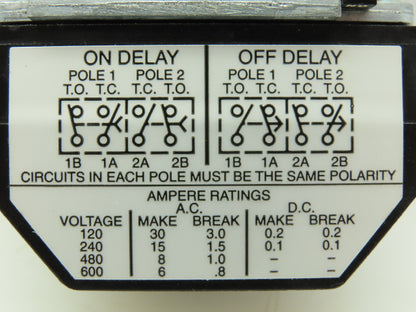 ON DELAY OFF DELAY
POLE 1 POLE 2 POLE 1 POLE 2
T.O. T.C. T.C. T.O. T.O. T.C. T.C. T.O.
1B 1A 2A 2B 1B 1A 2A 2B
CIRCUITS IN EACH POLE MUST BE THE SAME POLARITY
AMPERE RATINGS
A.C. D.C.
VOLTAGE MAKE BREAK MAKE BREAK
120 30 3.0 0.2 0.2
240 15 1.5 0.1 0.1
480 8 1.0 – –
600 6 .8 – –